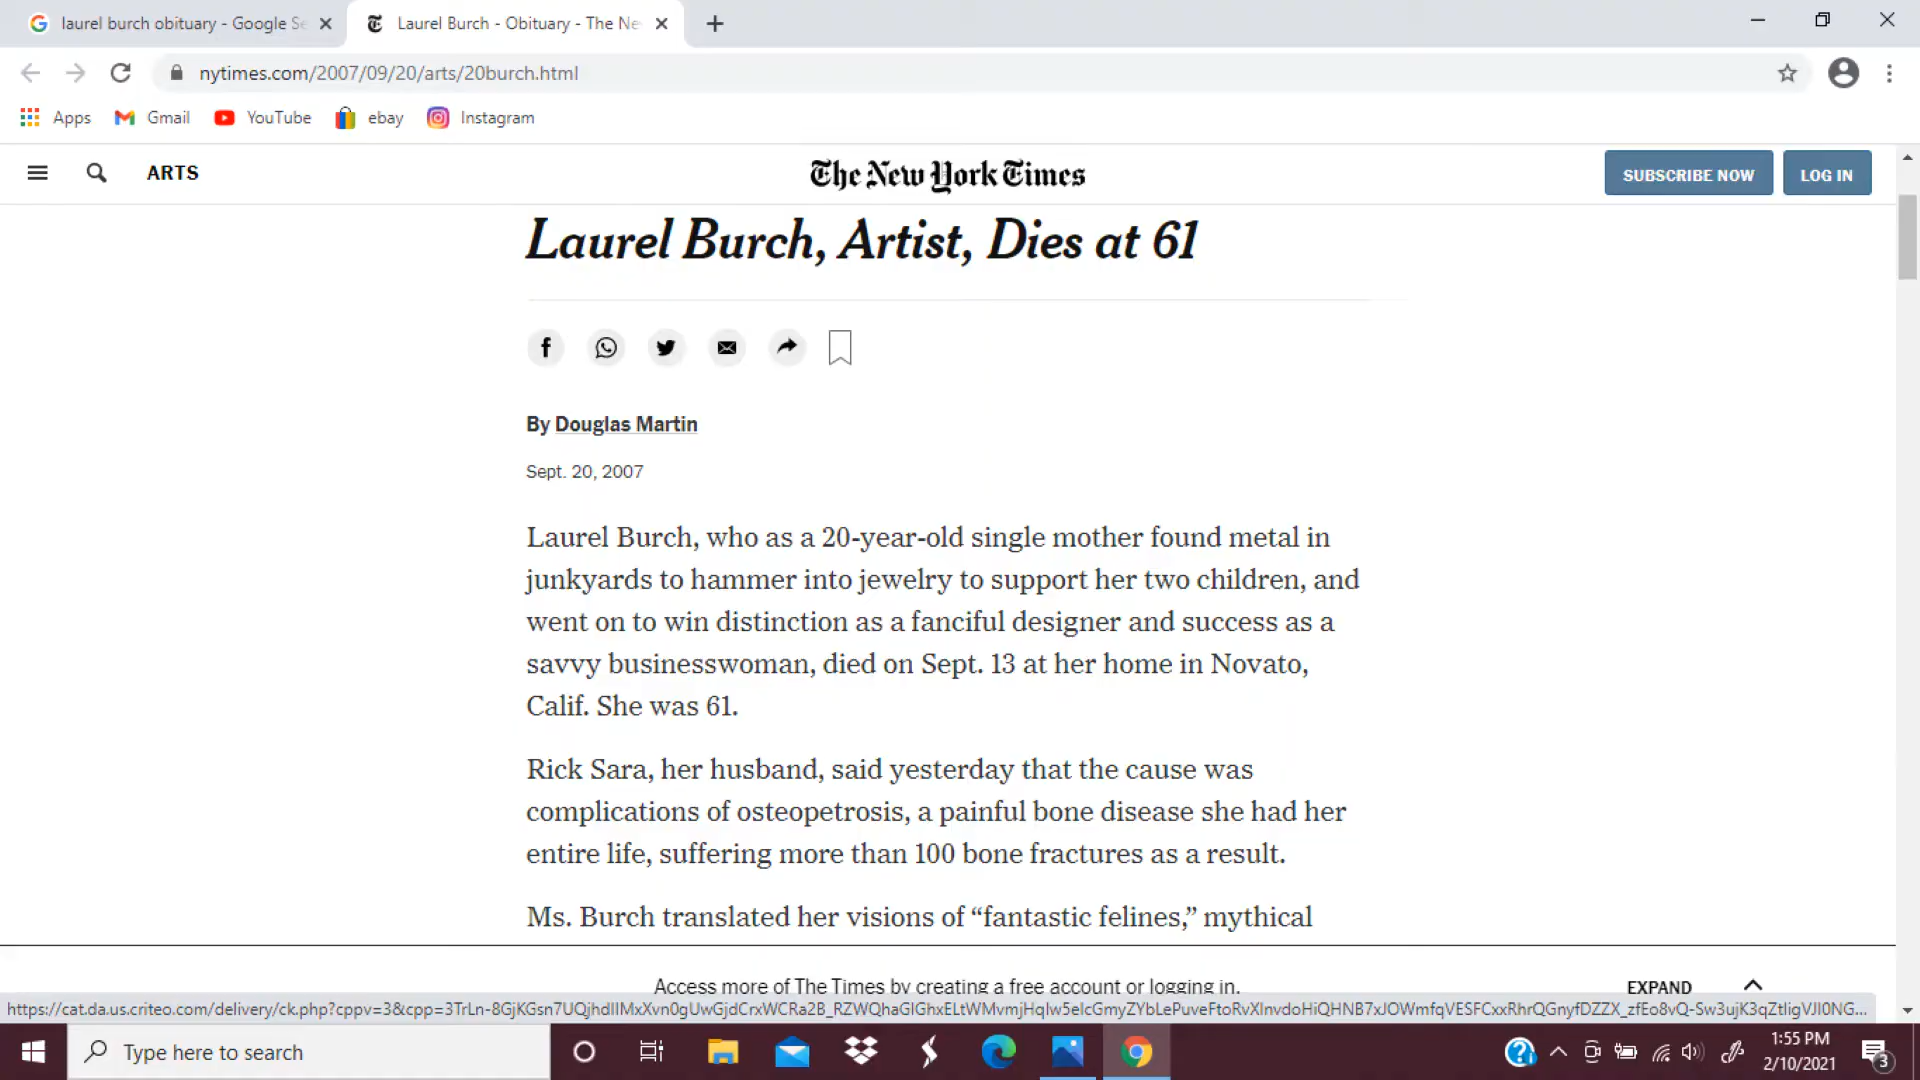 laurel burch obituary - Google Se
Laurel Burch - Obituary - The Ne
nytimes.com/2007/09/20/arts/20burch.html
Apps
Gmail
YouTube
ebay
Instagram
ARTS
The New York Times
SUBSCRIBE NOW
LOG IN
Laurel Burch, Artist, Dies at 61
By Douglas Martin
Sept. 20, 2007
Laurel Burch, who as a 20-year-old single mother found metal in
junkyards to hammer into jewelry to support her two children, and
went on to win distinction as a fanciful designer and success as a
savvy businesswoman, died on Sept. 13 at her home in Novato,
Calif. She was 61.
Rick Sara, her husband, said yesterday that the cause was
complications of osteopetrosis, a painful bone disease she had her
entire life, suffering more than 100 bone fractures as a result.
Ms. Burch translated her visions of “fantastic felines,” mythical
Access more of The Times by creating a free account or logging in.
EXPAND
Type here to search
1:55 PM
2/10/2021
3